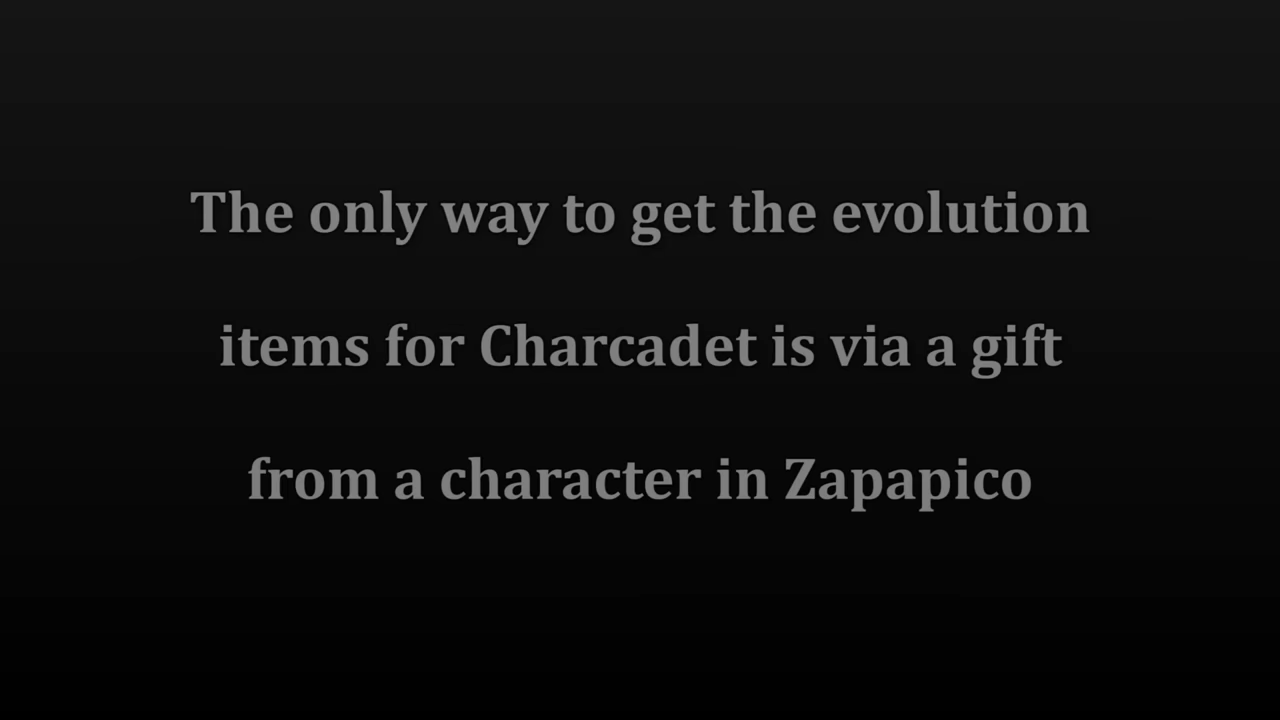 The only way to get the evolution
items for Charcadet is via a gift
from a character in Zapapico